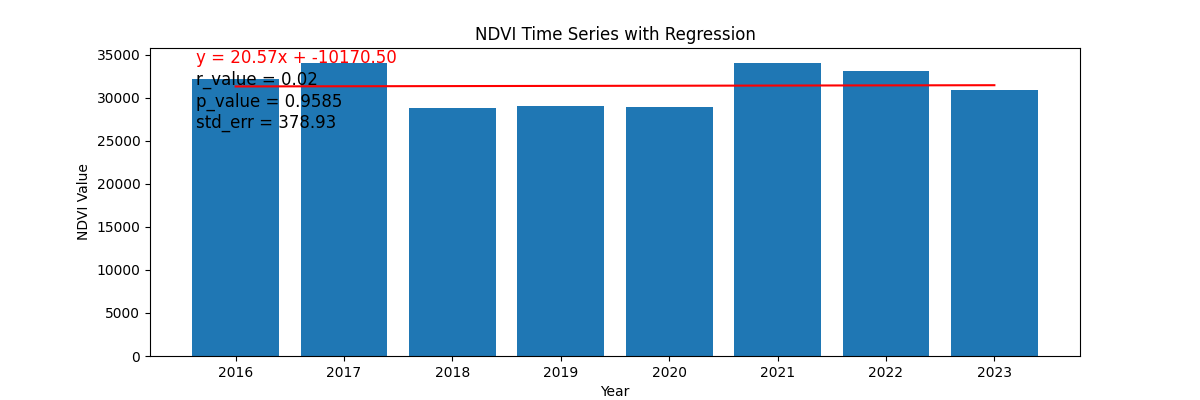 NDVI Time Series with Regression
y = 20.57x + -10170.50
r_value = 0.02
p_value = 0.9585
std_err = 378.93
NDVI Value
35000
30000
25000
20000
15000
10000
5000
0
2016 2017 2018 2019 2020 2021 2022 2023
Year